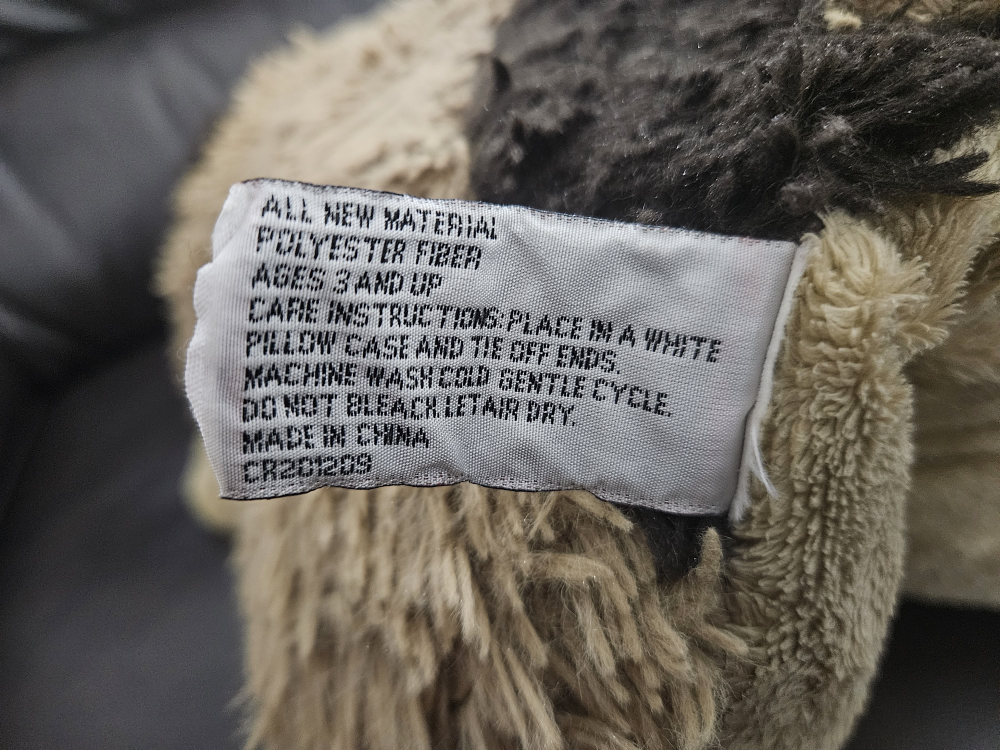 ALL NEW MATERIAL
POLYESTER FIBER
AGES 3 AND UP
CARE INSTRUCTIONS:PLACE IN A WHITE
PILLOW CASE AND TIE OFF ENDS.
MACHINE WASH COLD GENTLE CYCLE.
DO NOT BLEACH.LET AIR DRY.
MADE IN CHINA
CR201209